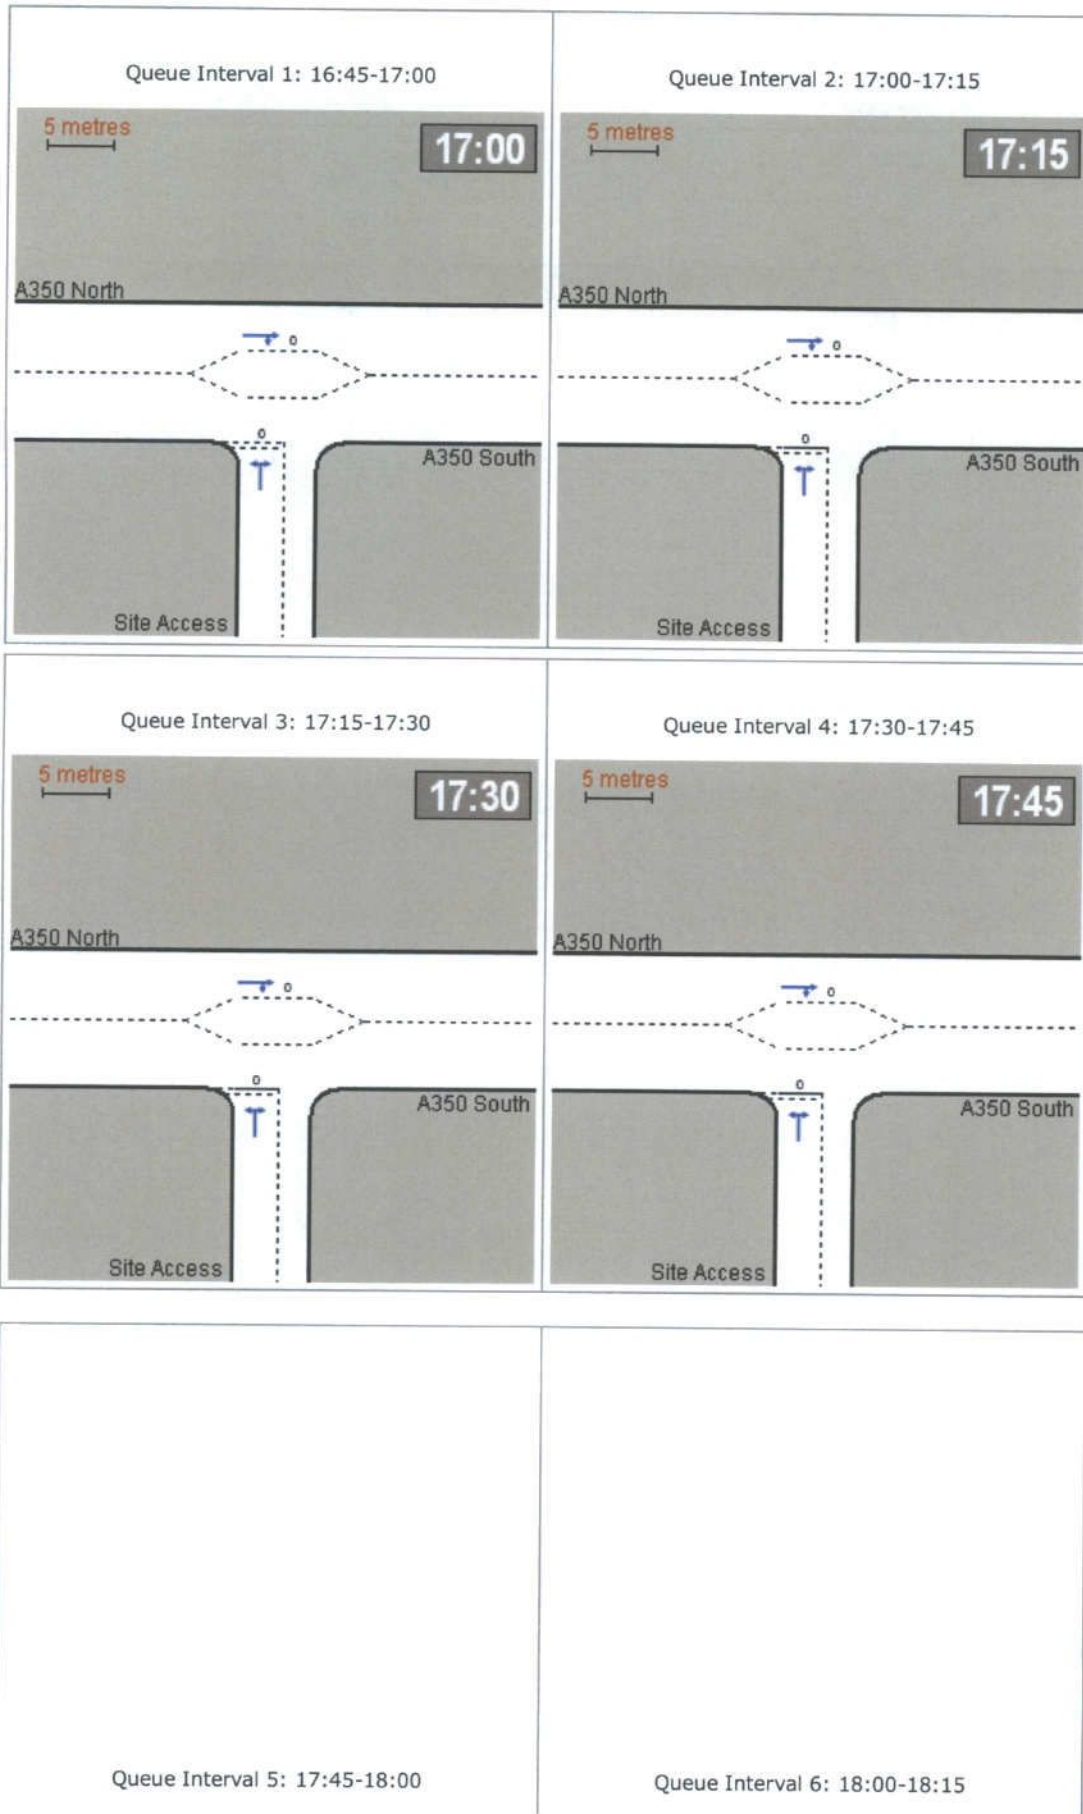 Queue Interval 1: 16:45-17:00
5 metres
17:00
A350 North
0
0
A350 South
Site Access
Queue Interval 2: 17:00-17:15
5 metres
17:15
A350 North
0
0
A350 South
Site Access
Queue Interval 3: 17:15-17:30
5 metres
17:30
A350 North
0
0
A350 South
Site Access
Queue Interval 4: 17:30-17:45
5 metres
17:45
A350 North
0
0
A350 South
Site Access
Queue Interval 5: 17:45-18:00
Queue Interval 6: 18:00-18:15